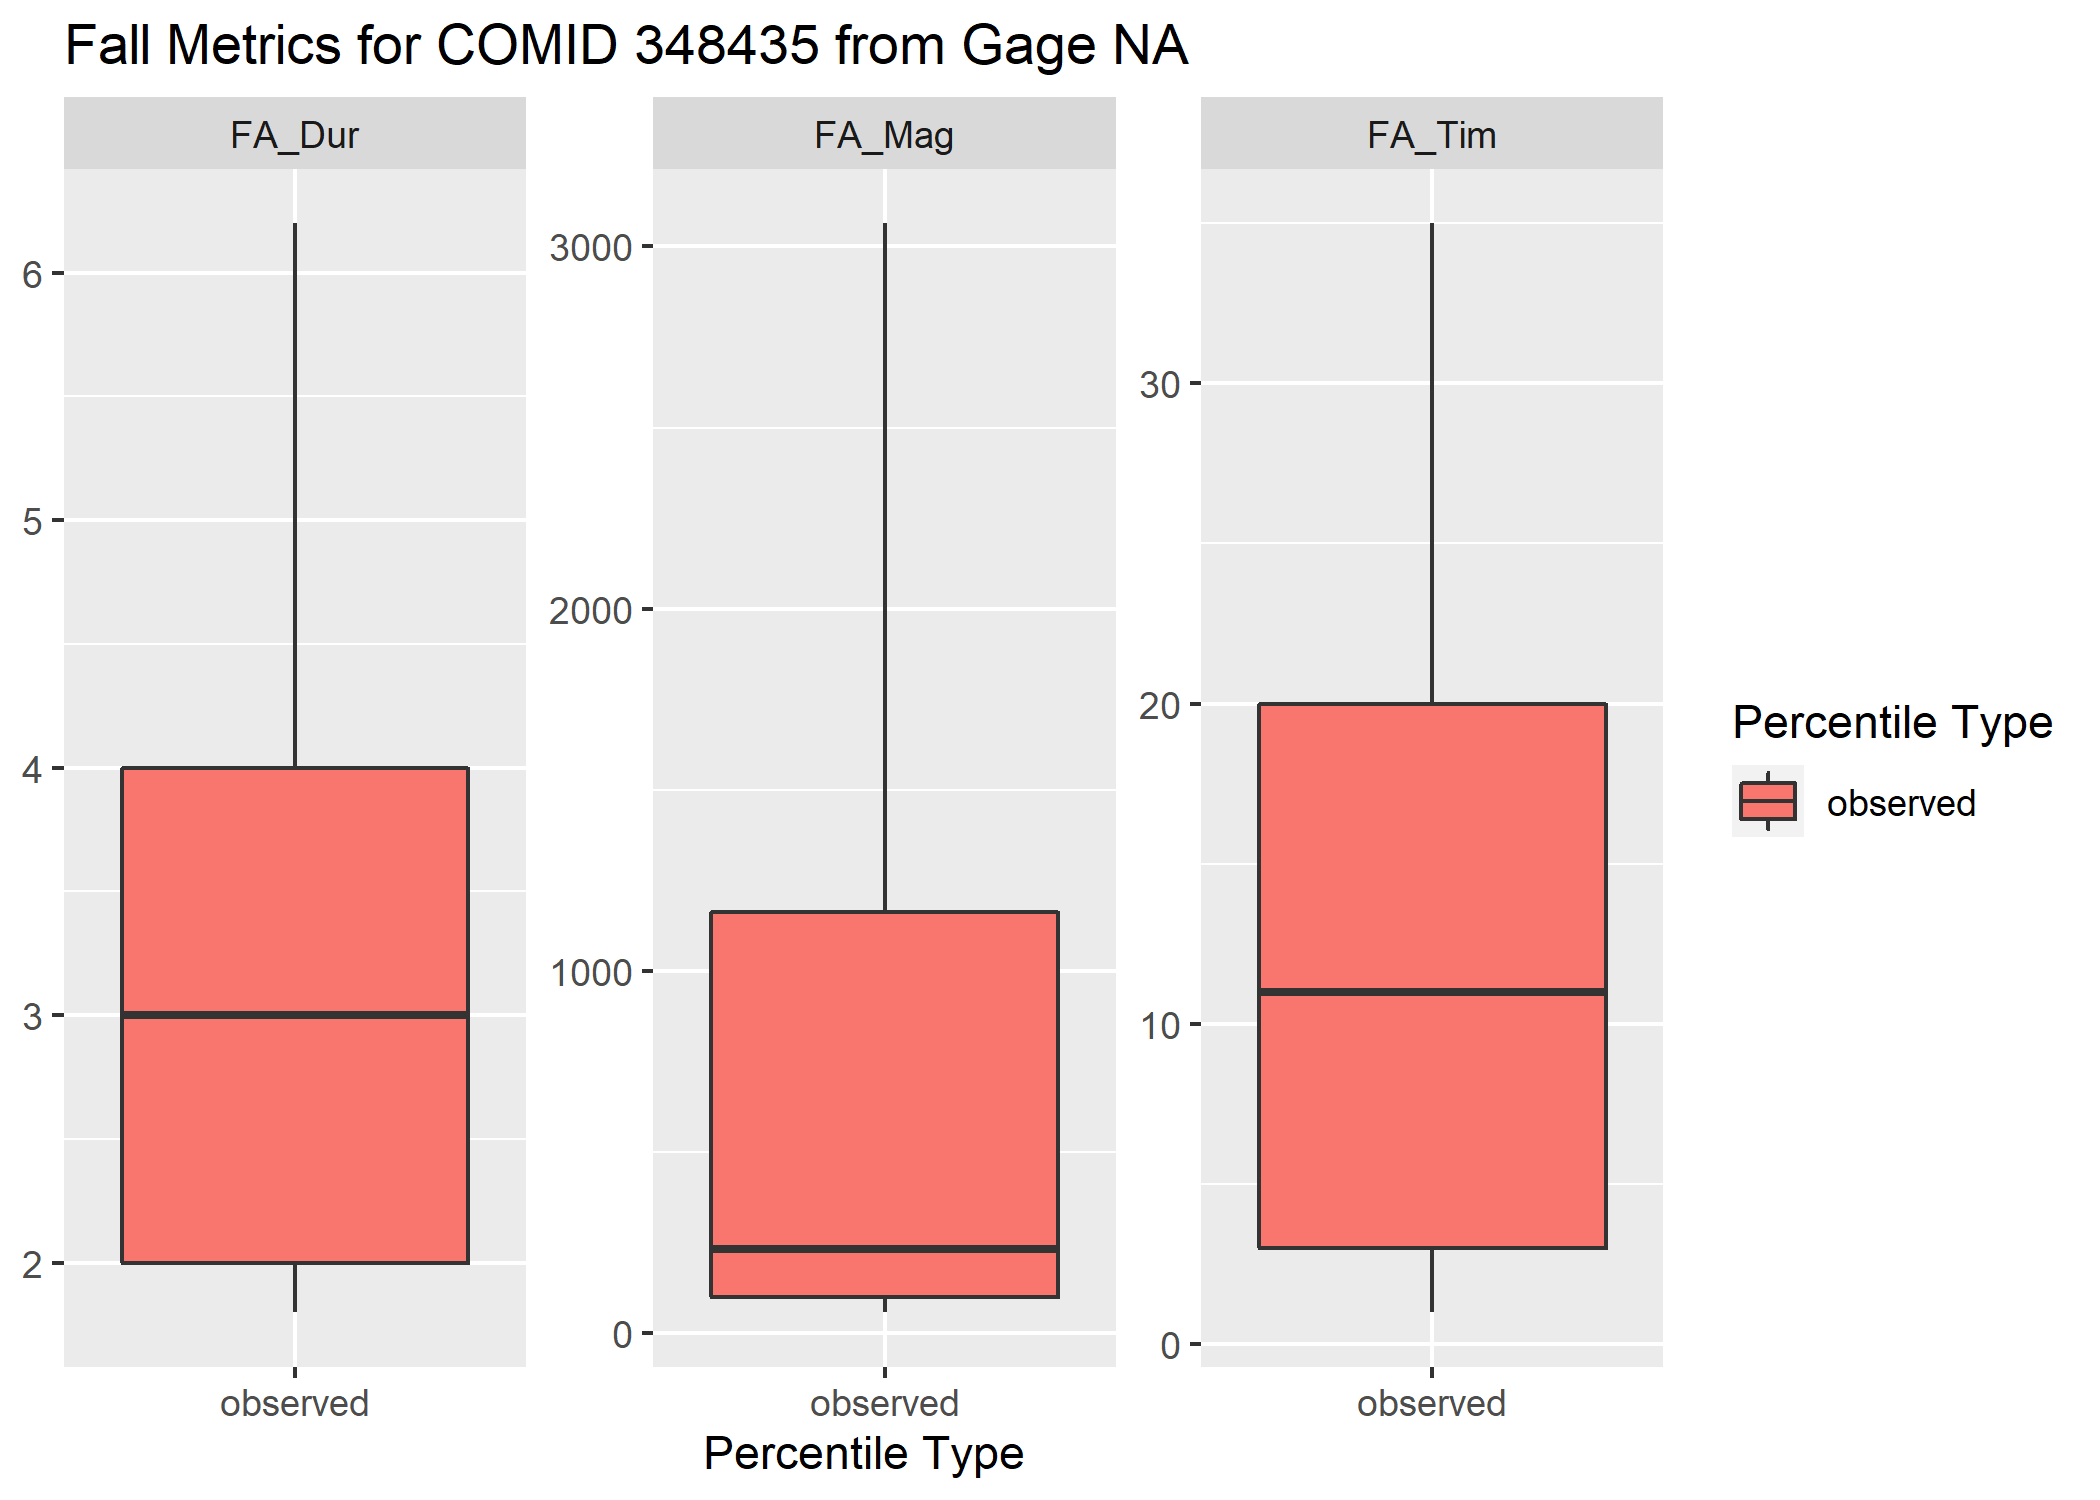 Fall Metrics for COMID 348435 from Gage NA
FA_Dur
FA_Mag
FA_Tim
6
5
4
3
2
3000
2000
1000
0
30
20
10
0
observed
observed
observed
Percentile Type
Percentile Type
observed